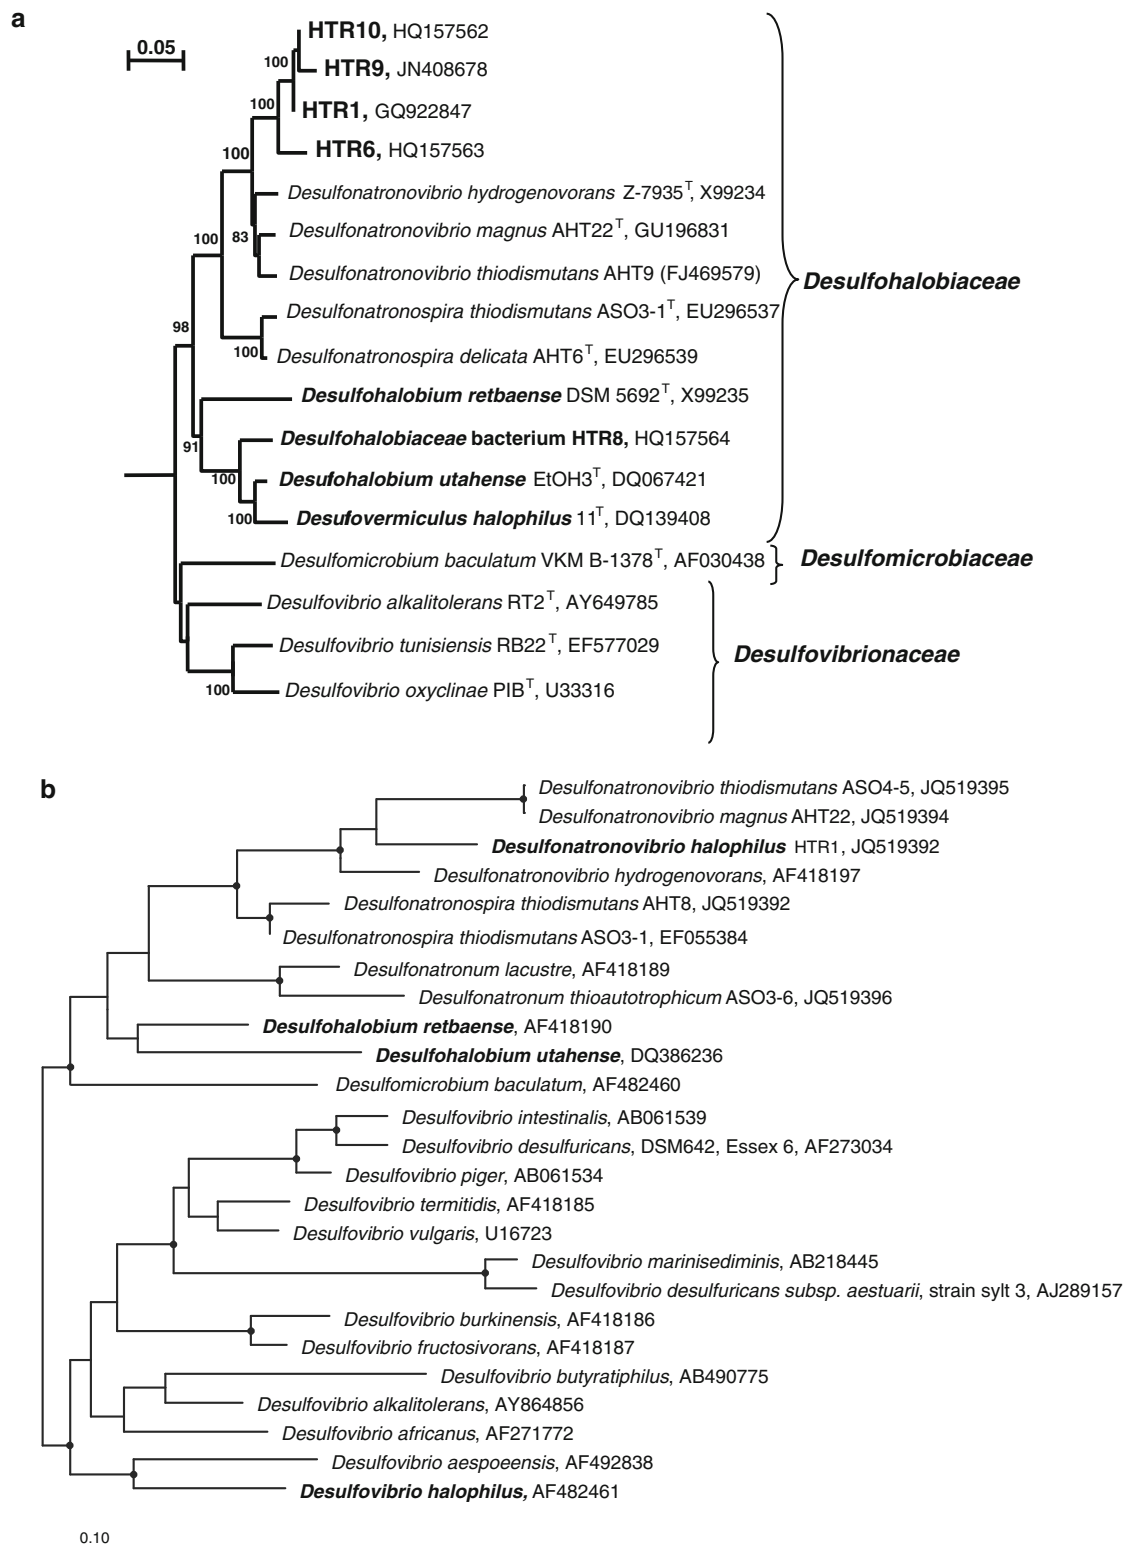 a
0.05
HTR10, HQ157562
100
HTR9, JN408678
100
HTR1, GQ922847
HTR6, HQ157563
100
Desulfonatronovibrio hydrogenovorans Z-7935T, X99234
Desulfonatronovibrio magnus AHT22T, GU196831
100
83
Desulfonatronovibrio thiodismutans AHT9 (FJ469579)
Desulfohalobiaceae
Desulfonatronospira thiodismutans ASO3-1T, EU296537
98
100
Desulfonatronospira delicata AHT6T, EU296539
Desulfohalobium retbaense DSM 5692T, X99235
Desulfohalobiaceae bacterium HTR8, HQ157564
91
100
Desulfohalobium utahense EtOH3T, DQ067421
100
Desulfovermiculus halophilus 11T, DQ139408
Desulfomicrobium baculatum VKM B-1378T, AF030438
Desulfomicrobiaceae
Desulfovibrio alkalitolerans RT2T, AY649785
Desulfovibrio tunisiensis RB22T, EF577029
Desulfovibrionaceae
100
Desulfovibrio oxyclinae PIBT, U33316
b
Desulfonatronovibrio thiodismutans ASO4-5, JQ519395
Desulfonatronovibrio magnus AHT22, JQ519394
Desulfonatronovibrio halophilus HTR1, JQ519392
Desulfonatronovibrio hydrogenovorans, AF418197
Desulfonatronospira thiodismutans AHT8, JQ519392
Desulfonatronospira thiodismutans ASO3-1, EF055384
Desulfonatronum lacustre, AF418189
Desulfonatronum thioautotrophicum ASO3-6, JQ519396
Desulfohalobium retbaense, AF418190
Desulfohalobium utahense, DQ386236
Desulfomicrobium baculatum, AF482460
Desulfovibrio intestinalis, AB061539
Desulfovibrio desulfuricans, DSM642, Essex 6, AF273034
Desulfovibrio piger, AB061534
Desulfovibrio termitidis, AF418185
Desulfovibrio vulgaris, U16723
Desulfovibrio marinisediminis, AB218445
Desulfovibrio desulfuricans subsp. aestuarii, strain sylt 3, AJ289157
Desulfovibrio burkinensis, AF418186
Desulfovibrio fructosivorans, AF418187
Desulfovibrio butyratiphilus, AB490775
Desulfovibrio alkalitolerans, AY864856
Desulfovibrio africanus, AF271772
Desulfovibrio aespoeensis, AF492838
Desulfovibrio halophilus, AF482461
0.10